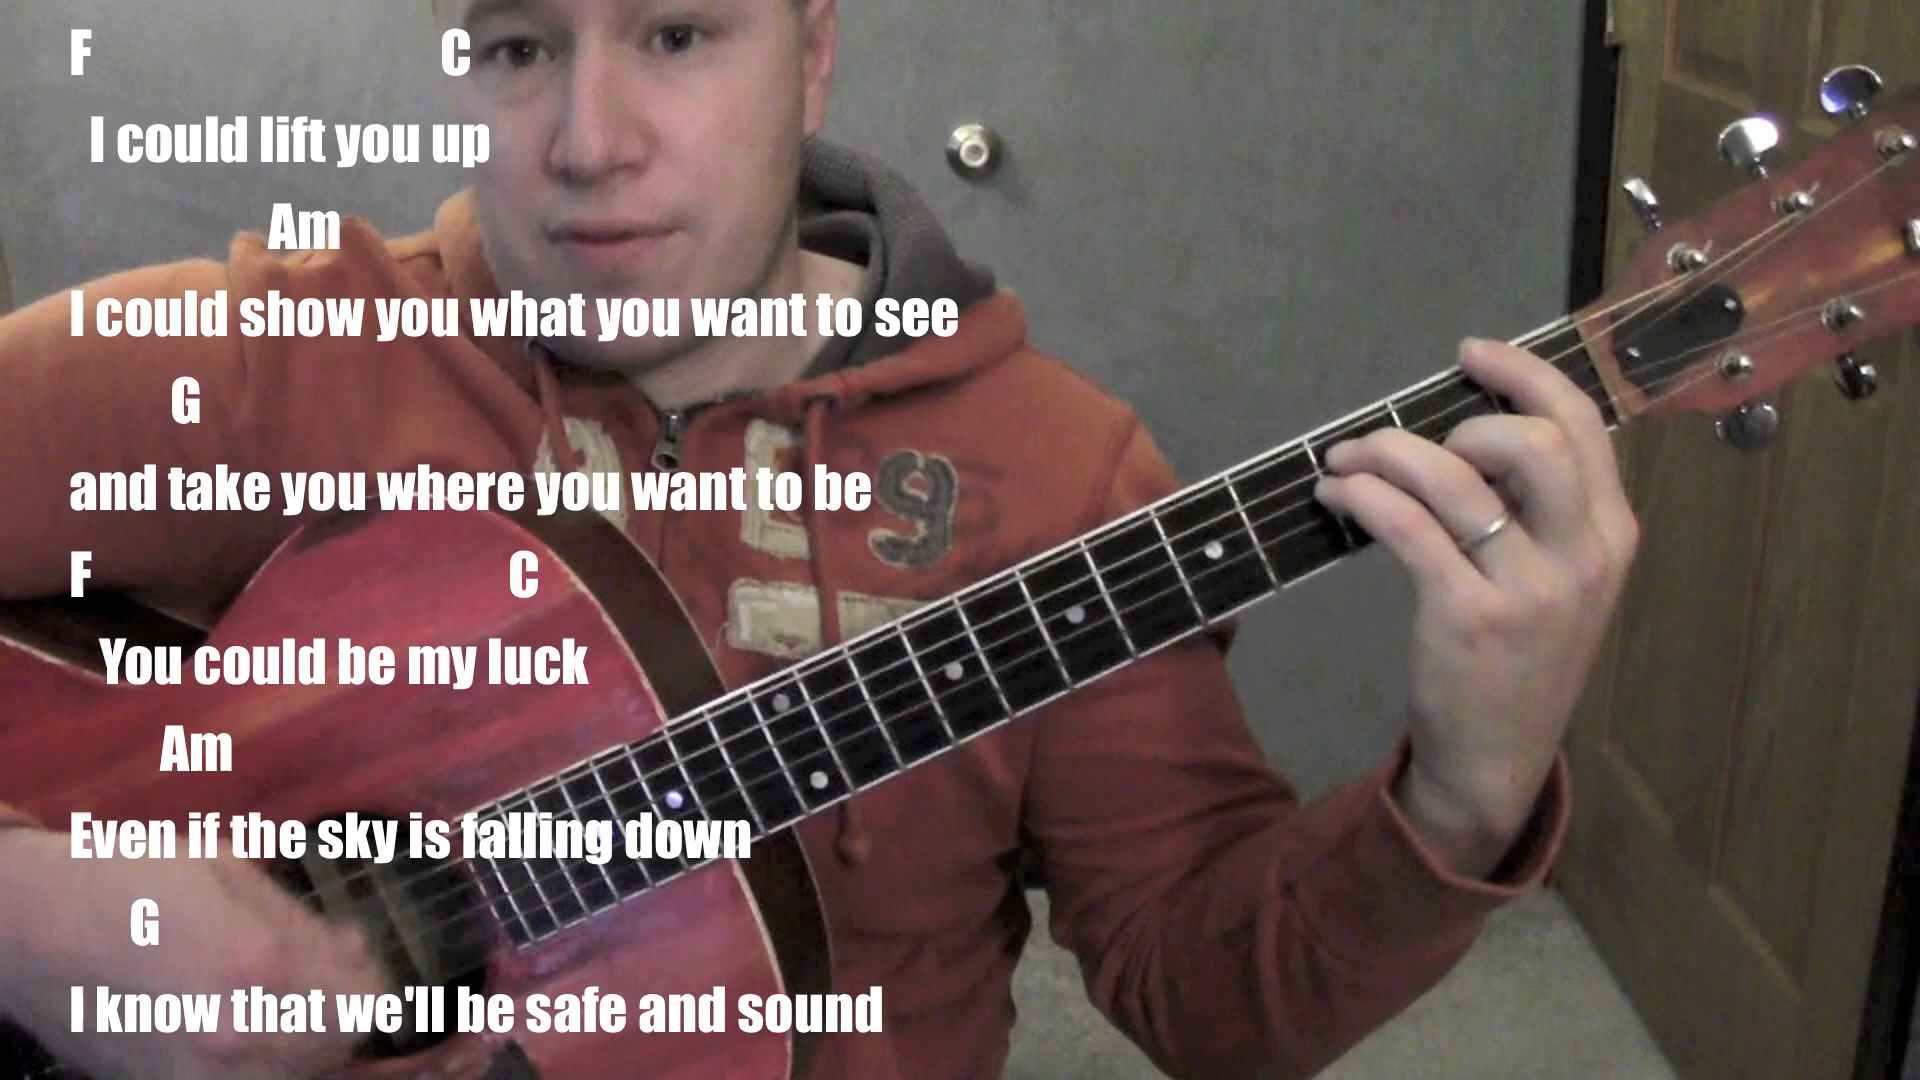 F C
I could lift you up
Am
I could show you what you want to see
G
and take you where you want to be
F C
You could be my luck
Am
Even if the sky is falling down
G
I know that we'll be safe and sound
9